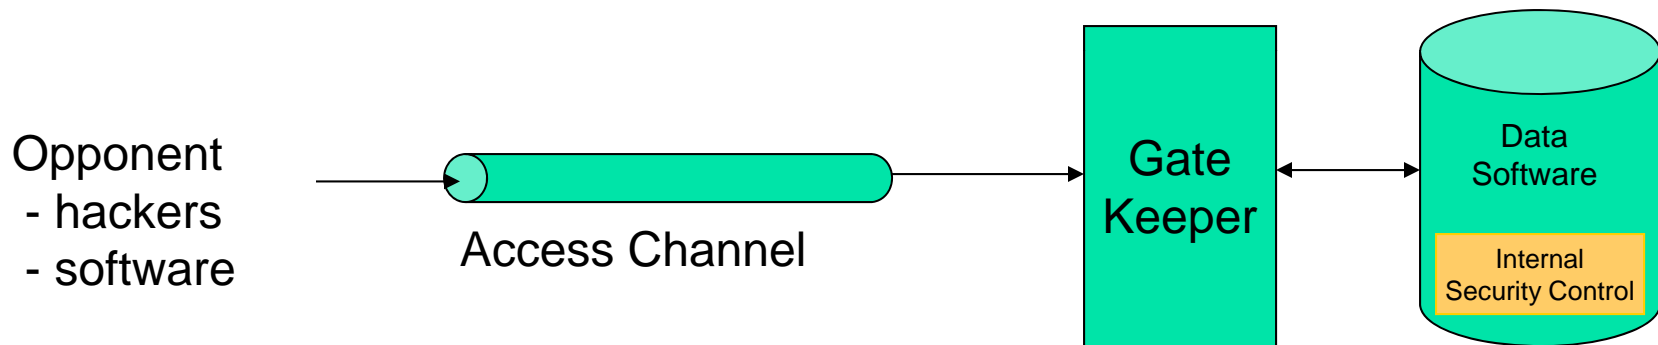 Opponent
- hackers
- software
Access Channel
Gate
Keeper
Data
Software
Internal
Security Control